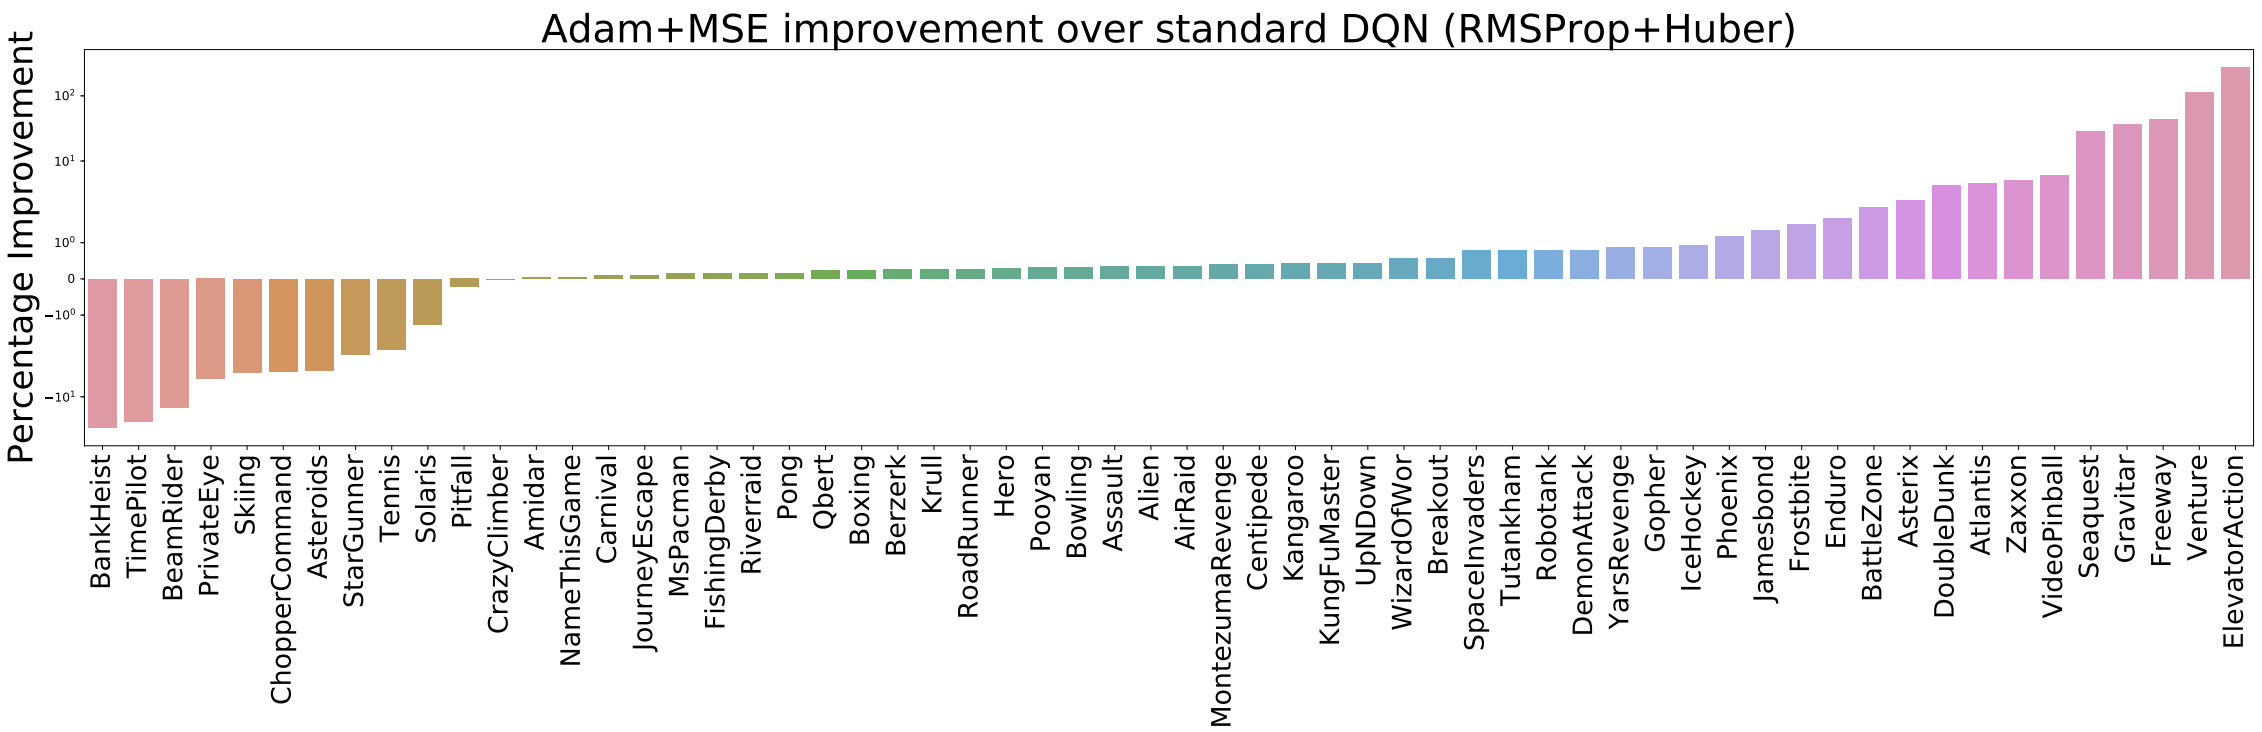 Adam+MSE improvement over standard DQN (RMSProp+Huber)
Percentage Improvement
10²
10¹
10⁰
0
−10⁰
−10¹
BankHeist
TimePilot
BeamRider
PrivateEye
Skiing
ChopperCommand
Asteroids
StarGunner
Tennis
Solaris
Pitfall
CrazyClimber
Amidar
NameThisGame
Carnival
JourneyEscape
MsPacman
FishingDerby
Riverraid
Pong
Qbert
Boxing
Berzerk
Krull
RoadRunner
Hero
Pooyan
Bowling
Assault
Alien
AirRaid
MontezumaRevenge
Centipede
Kangaroo
KungFuMaster
UpNDown
WizardOfWor
Breakout
SpaceInvaders
Tutankham
Robotank
DemonAttack
YarsRevenge
Gopher
IceHockey
Phoenix
Jamesbond
Frostbite
Enduro
BattleZone
Asterix
DoubleDunk
Atlantis
Zaxxon
VideoPinball
Seaquest
Gravitar
Freeway
Venture
ElevatorAction